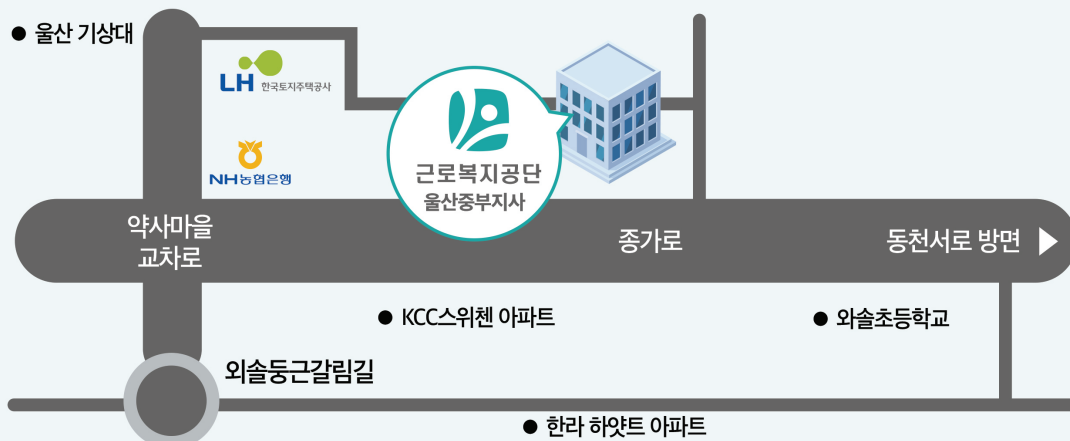 울산 기상대
LH 한국토지주택공사
NH농협은행
근로복지공단
울산중부지사
약사마을
교차로
종가로
동천서로 방면
KCC스위첸 아파트
와솔초등학교
외솔둥근갈림길
한라 하얏트 아파트